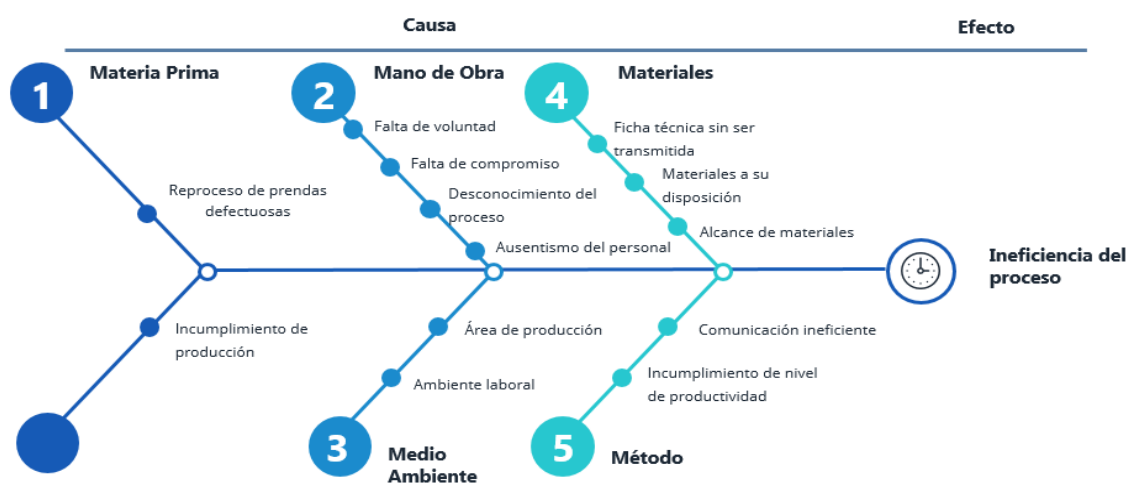 Causa
Efecto
1
Materia Prima
Reproceso de prendas
defectuosas
Incumplimiento de
producción
2
Mano de Obra
Falta de voluntad
Falta de compromiso
Desconocimiento del
proceso
Ausentismo del personal
Área de producción
Ambiente laboral
3
Medio
Ambiente
4
Materiales
Ficha técnica sin ser
transmitida
Materiales a su
disposición
Alcance de materiales
Comunicación ineficiente
Incumplimiento de nivel
de productividad
5
Método
Ineficiencia del
proceso